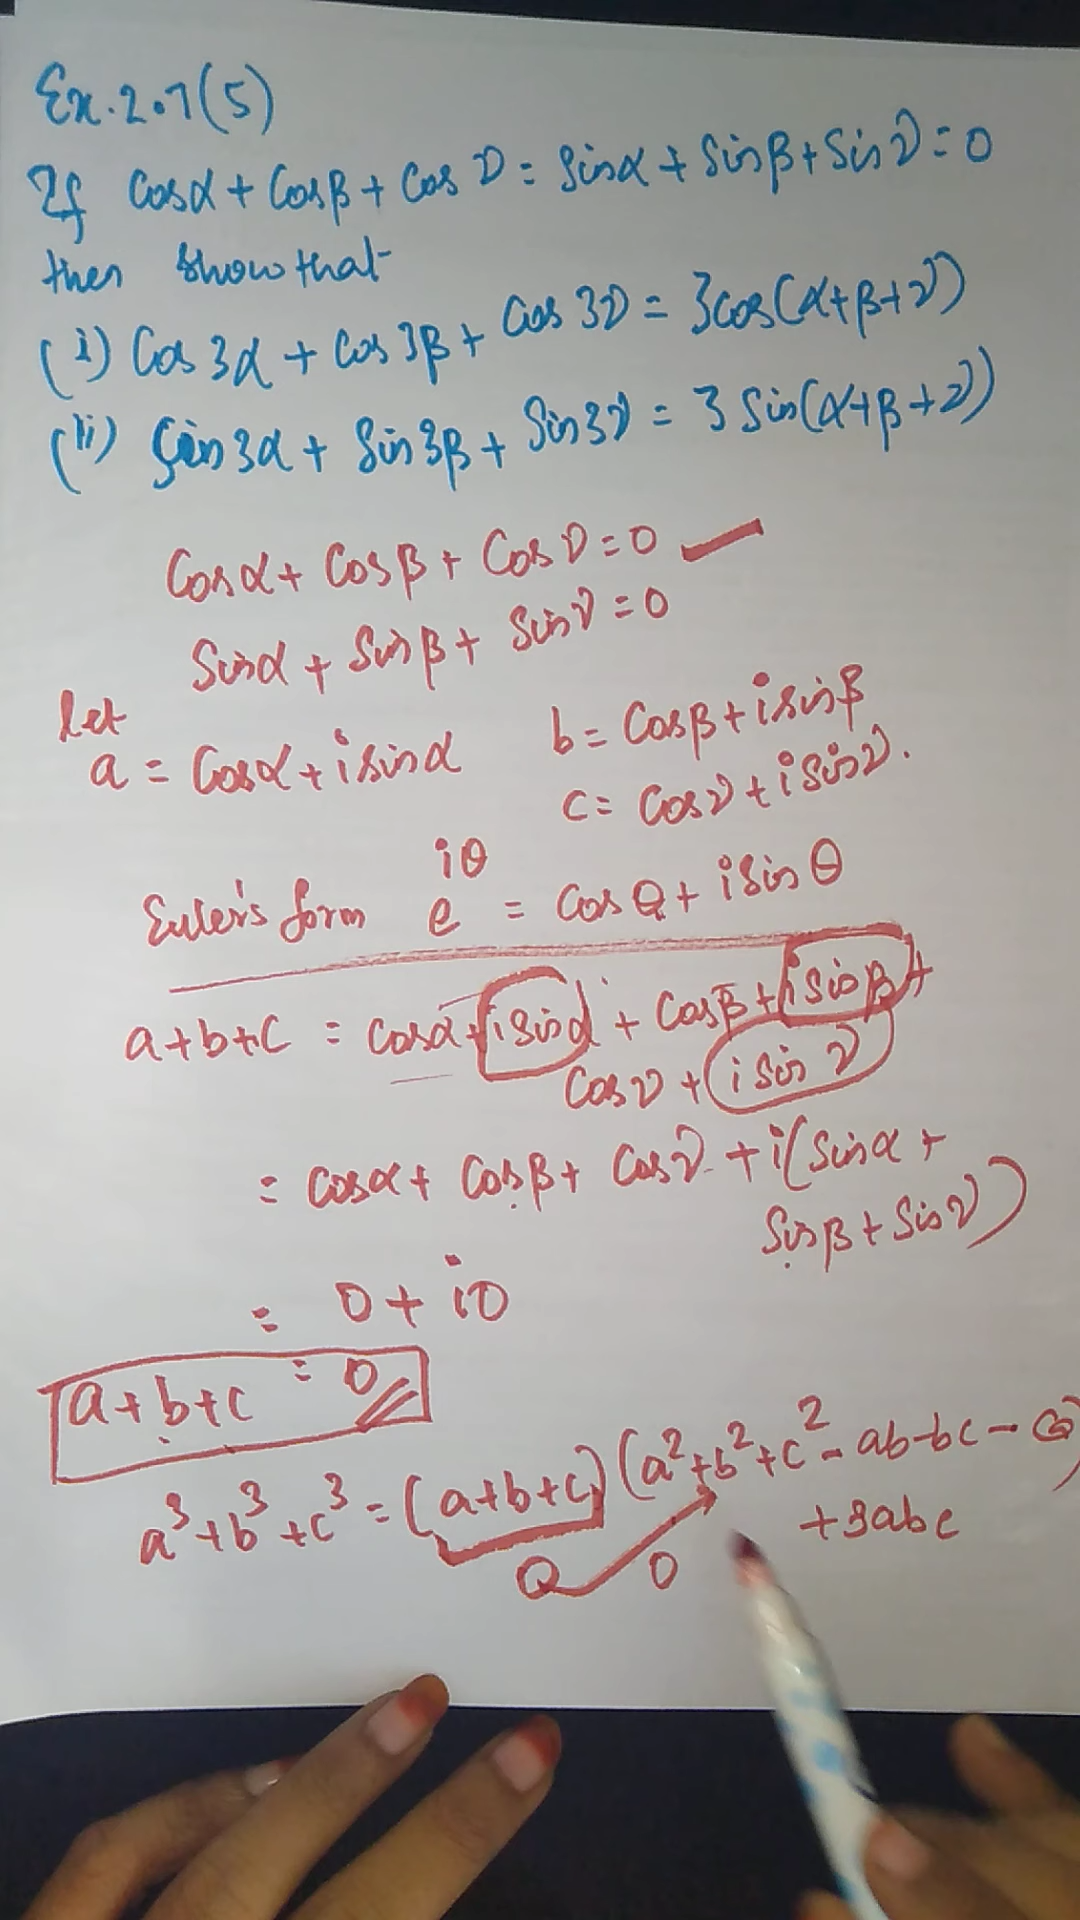 Ex. 2.7(5)
If Cosα + Cosβ + Cos γ = Sinα + Sinβ + Sin γ = 0
then show that
(i) Cos 3α + Cos 3β + Cos 3γ = 3cos(α+β+γ)
(ii) Sin 3α + Sin 3β + Sin 3γ = 3 Sin(α+β+γ)
Cosα + Cosβ + Cos γ = 0
Sinα + Sinβ + Sin γ = 0
let
a = Cosα + i sinα b = Cosβ + i sinβ
c = Cosγ + i Sinγ.
Euler's form e^iθ = Cos θ + i Sin θ
a+b+c = cosα + i Sinα + Cosβ + i Sinβ +
Cosγ + i Sin γ
= Cosα + Cosβ + Cosγ + i(Sinα +
Sinβ + Sinγ)
= 0 + i0
a+b+c = 0
a³ + b³ + c³ = (a+b+c) (a² + b² + c² - ab - bc -
+ 3abc
0 0